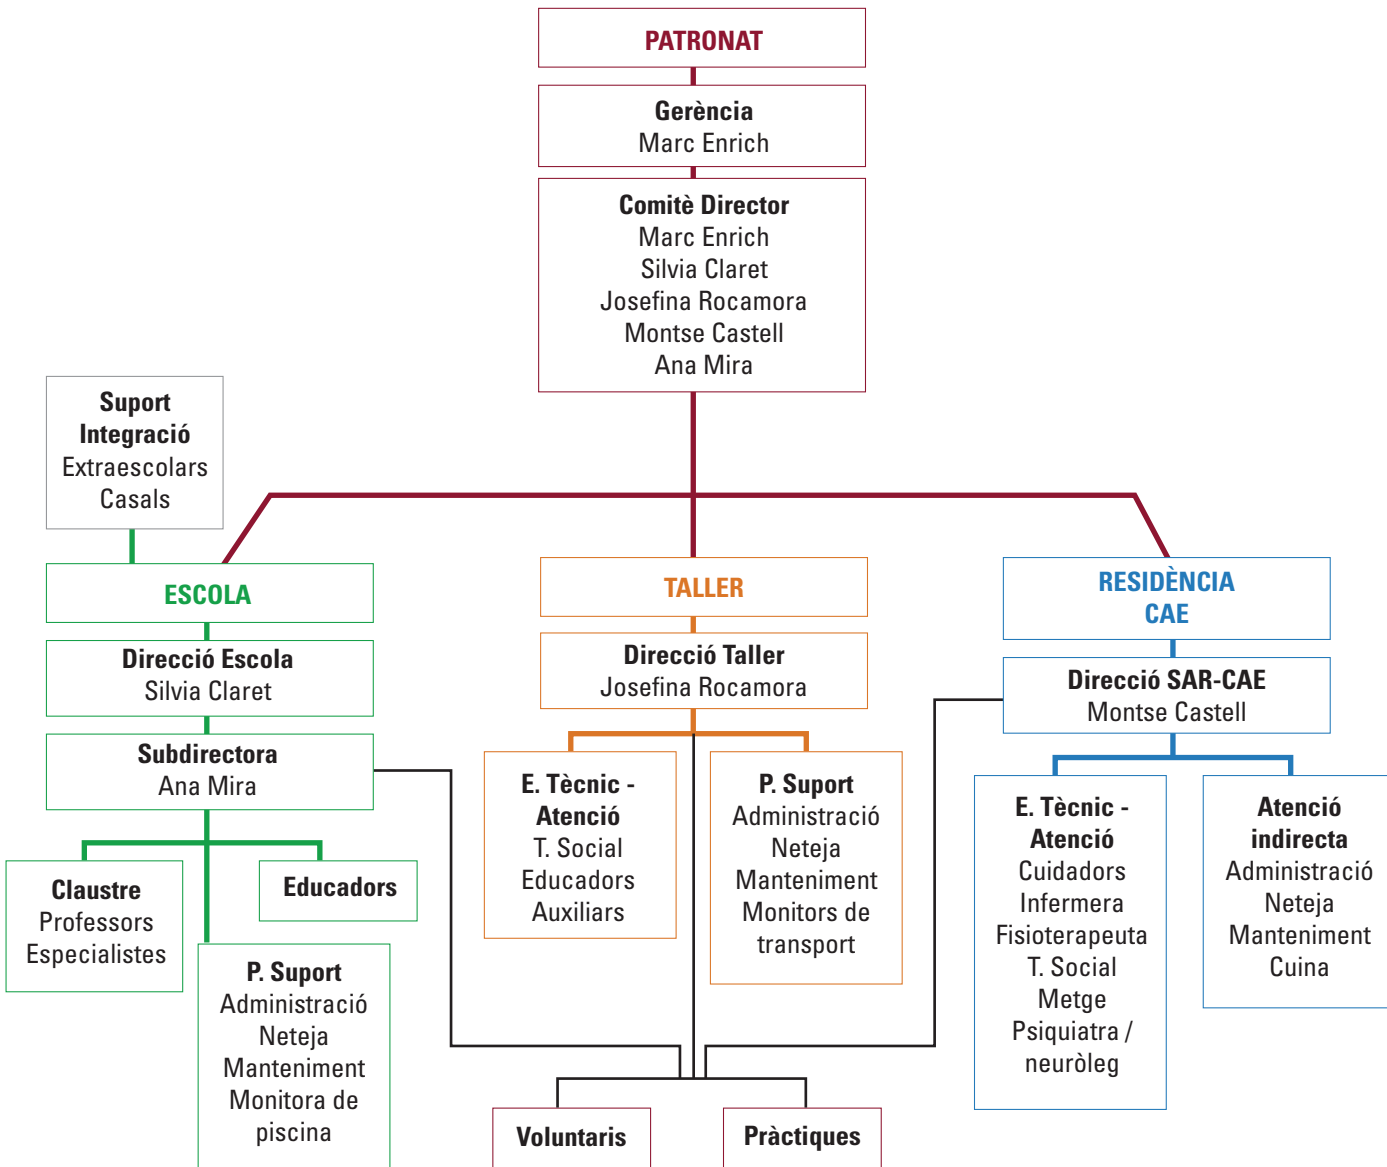 PATRONAT
Gerència
Marc Enrich
Comitè Director
Marc Enrich
Silvia Claret
Josefina Rocamora
Montse Castell
Ana Mira
Suport
Integració
Extraescolars
Casals
ESCOLA
Direcció Escola
Silvia Claret
Subdirectora
Ana Mira
Claustre
Professors
Especialistes
P. Suport
Administració
Neteja
Manteniment
Monitora de
piscina
Educadors
TALLER
Direcció Taller
Josefina Rocamora
E. Tècnic -
Atenció
T. Social
Educadors
Auxiliars
P. Suport
Administració
Neteja
Manteniment
Monitors de
transport
RESIDÈNCIA
CAE
Direcció SAR-CAE
Montse Castell
E. Tècnic -
Atenció
Cuidadors
Infermera
Fisioterapeuta
T. Social
Metge
Psiquiatra /
neuròleg
Atenció
indirecta
Administració
Neteja
Manteniment
Cuina
Voluntaris
Pràctiques